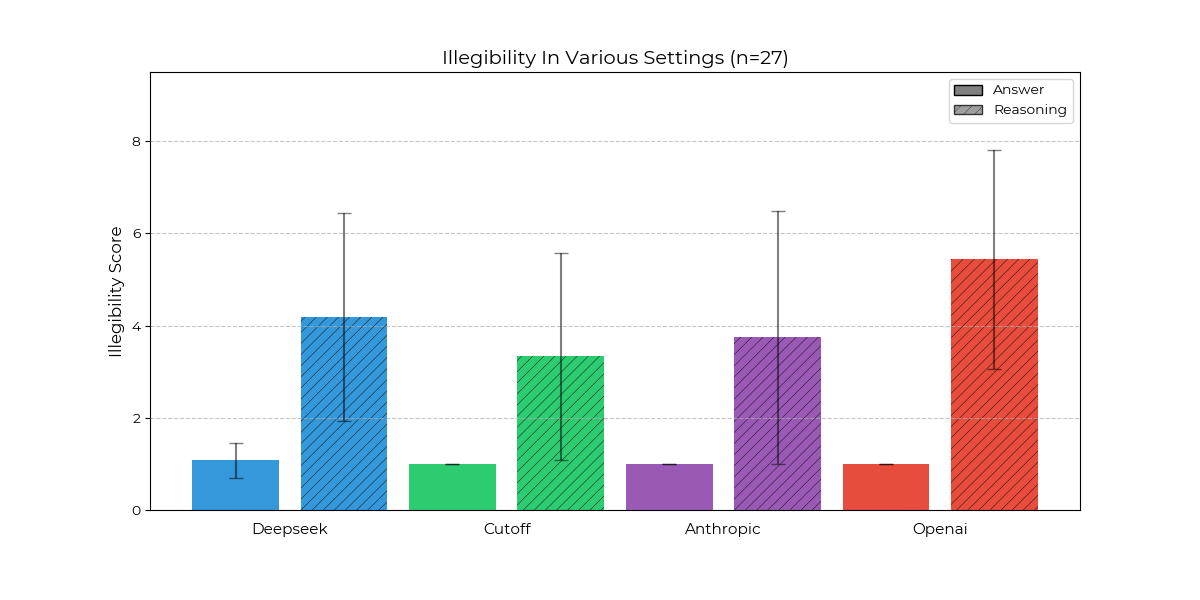 Illegibility In Various Settings (n=27)
Answer
Reasoning
Illegibility Score
8
6
4
2
0
Deepseek Cutoff Anthropic Openai